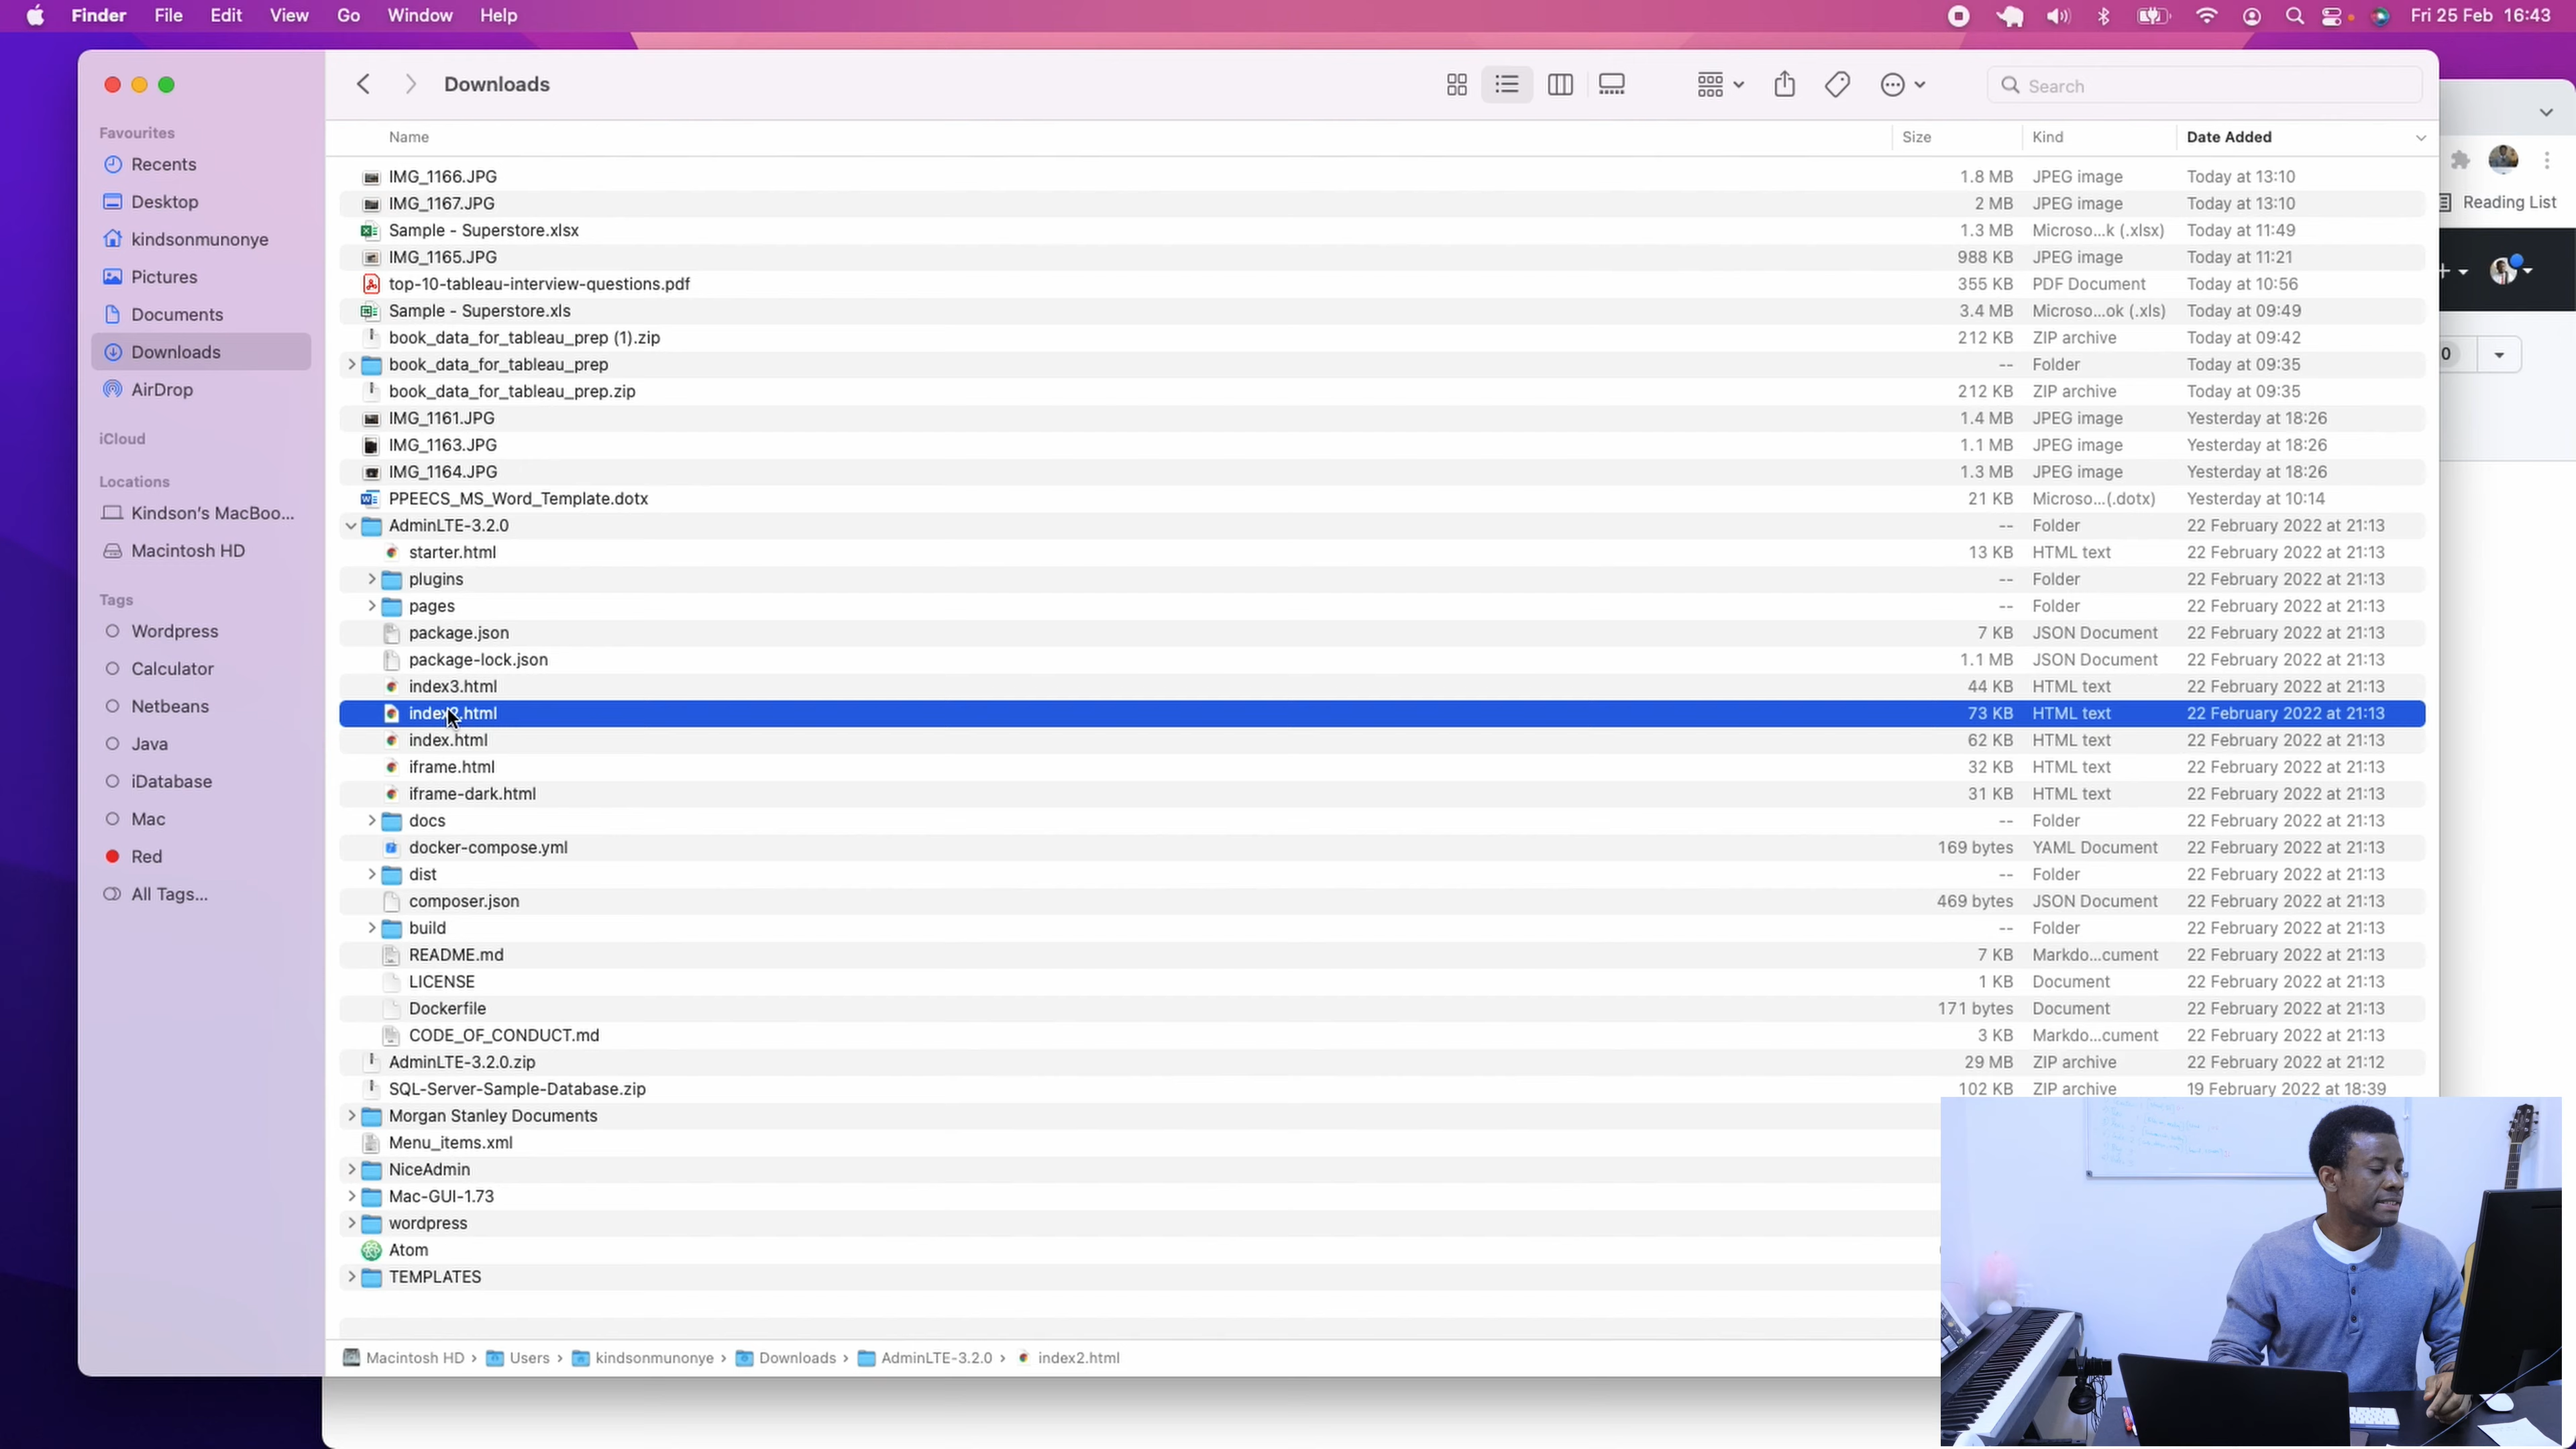 Finder File Edit View Go Window Help Fri 25 Feb 16:43
Downloads
Search
Favourites
Recents
Desktop
kindsonmunonye
Pictures
Documents
Downloads
AirDrop
iCloud
Locations
Kindson's MacBoo...
Macintosh HD
Tags
Wordpress
Calculator
Netbeans
Java
iDatabase
Mac
Red
All Tags...
Name Size Kind Date Added
IMG_1166.JPG 1.8 MB JPEG image Today at 13:10
IMG_1167.JPG 2 MB JPEG image Today at 13:10
Sample - Superstore.xlsx 1.3 MB Microso...k (.xlsx) Today at 11:49
IMG_1165.JPG 988 KB JPEG image Today at 11:21
top-10-tableau-interview-questions.pdf 355 KB PDF Document Today at 10:56
Sample - Superstore.xls 3.4 MB Microso...ok (.xls) Today at 09:49
book_data_for_tableau_prep (1).zip 212 KB ZIP archive Today at 09:42
book_data_for_tableau_prep -- Folder Today at 09:35
book_data_for_tableau_prep.zip 212 KB ZIP archive Today at 09:35
IMG_1161.JPG 1.4 MB JPEG image Yesterday at 18:26
IMG_1163.JPG 1.1 MB JPEG image Yesterday at 18:26
IMG_1164.JPG 1.3 MB JPEG image Yesterday at 18:26
PPEECS_MS_Word_Template.dotx 21 KB Microso...(.dotx) Yesterday at 10:14
AdminLTE-3.2.0 -- Folder 22 February 2022 at 21:13
starter.html 13 KB HTML text 22 February 2022 at 21:13
plugins -- Folder 22 February 2022 at 21:13
pages -- Folder 22 February 2022 at 21:13
package.json 7 KB JSON Document 22 February 2022 at 21:13
package-lock.json 1.1 MB JSON Document 22 February 2022 at 21:13
index3.html 44 KB HTML text 22 February 2022 at 21:13
index2.html 73 KB HTML text 22 February 2022 at 21:13
index.html 62 KB HTML text 22 February 2022 at 21:13
iframe.html 32 KB HTML text 22 February 2022 at 21:13
iframe-dark.html 31 KB HTML text 22 February 2022 at 21:13
docs -- Folder 22 February 2022 at 21:13
docker-compose.yml 169 bytes YAML Document 22 February 2022 at 21:13
dist -- Folder 22 February 2022 at 21:13
composer.json 469 bytes JSON Document 22 February 2022 at 21:13
build -- Folder 22 February 2022 at 21:13
README.md 7 KB Markdo...cument 22 February 2022 at 21:13
LICENSE 1 KB Document 22 February 2022 at 21:13
Dockerfile 171 bytes Document 22 February 2022 at 21:13
CODE_OF_CONDUCT.md 3 KB Markdo...cument 22 February 2022 at 21:13
AdminLTE-3.2.0.zip 29 MB ZIP archive 22 February 2022 at 21:12
SQL-Server-Sample-Database.zip 102 KB ZIP archive 19 February 2022 at 18:39
Morgan Stanley Documents
Menu_items.xml
NiceAdmin
Mac-GUI-1.73
wordpress
Atom
TEMPLATES
Macintosh HD › Users › kindsonmunonye › Downloads › AdminLTE-3.2.0 › index2.html
Reading List
0